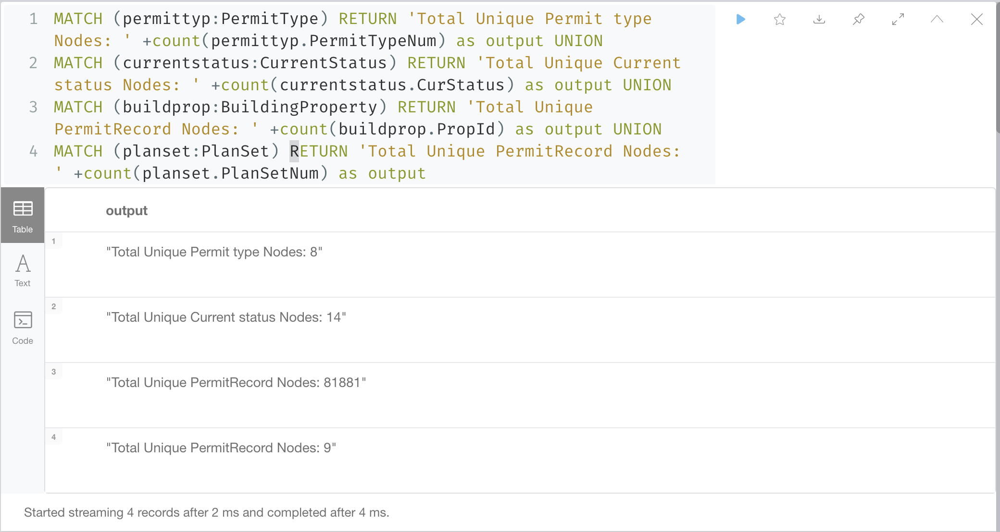 1 MATCH (permittyp:PermitType) RETURN 'Total Unique Permit type
Nodes: ' +count(permittyp.PermitTypeNum) as output UNION
2 MATCH (currentstatus:CurrentStatus) RETURN 'Total Unique Current
status Nodes: ' +count(currentstatus.CurStatus) as output UNION
3 MATCH (buildprop:BuildingProperty) RETURN 'Total Unique
PermitRecord Nodes: ' +count(buildprop.PropId) as output UNION
4 MATCH (planset:PlanSet) RETURN 'Total Unique PermitRecord Nodes:
' +count(planset.PlanSetNum) as output
Table
Text
Code
output
1
"Total Unique Permit type Nodes: 8"
2
"Total Unique Current status Nodes: 14"
3
"Total Unique PermitRecord Nodes: 81881"
4
"Total Unique PermitRecord Nodes: 9"
Started streaming 4 records after 2 ms and completed after 4 ms.